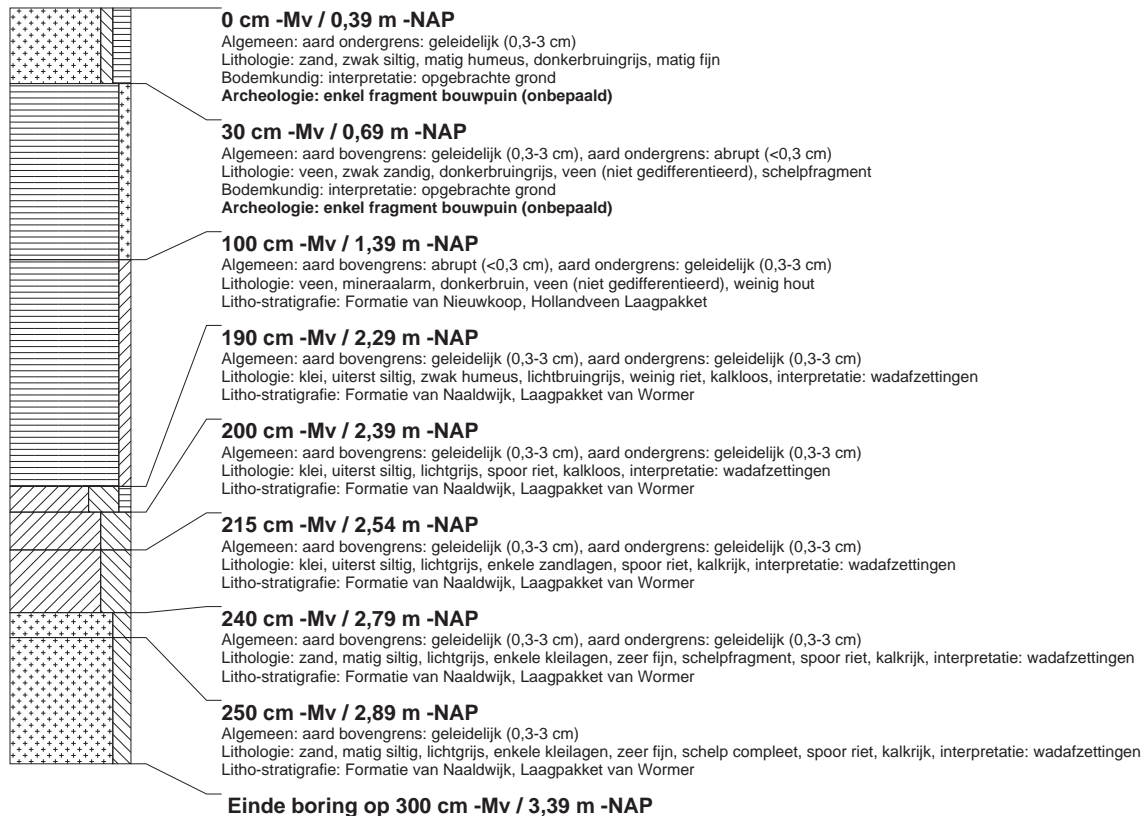 0 cm -Mv / 0,39 m -NAP
Algemeen: aard ondergrens: geleidelijk (0,3-3 cm)
Lithologie: zand, zwak siltig, matig humeus, donkerbruingrijs, matig fijn
Bodemkundig: interpretatie: opgebrachte grond
Archeologie: enkel fragment bouwpuin (onbepaald)
30 cm -Mv / 0,69 m -NAP
Algemeen: aard bovengrens: geleidelijk (0,3-3 cm), aard ondergrens: abrupt (<0,3 cm)
Lithologie: veen, zwak zandig, donkerbruingrijs, veen (niet gedifferentieerd), schelpfragment
Bodemkundig: interpretatie: opgebrachte grond
Archeologie: enkel fragment bouwpuin (onbepaald)
100 cm -Mv / 1,39 m -NAP
Algemeen: aard bovengrens: abrupt (<0,3 cm), aard ondergrens: geleidelijk (0,3-3 cm)
Lithologie: veen, mineraalarm, donkerbruin, veen (niet gedifferentieerd), weinig hout
Litho-stratigrafie: Formatie van Nieuwkoop, Hollandveen Laagpakket
190 cm -Mv / 2,29 m -NAP
Algemeen: aard bovengrens: geleidelijk (0,3-3 cm), aard ondergrens: geleidelijk (0,3-3 cm)
Lithologie: klei, uiterst siltig, zwak humeus, lichtbruingrijs, weinig riet, kalkloos, interpretatie: wadafzettingen
Litho-stratigrafie: Formatie van Naaldwijk, Laagpakket van Wormer
200 cm -Mv / 2,39 m -NAP
Algemeen: aard bovengrens: geleidelijk (0,3-3 cm), aard ondergrens: geleidelijk (0,3-3 cm)
Lithologie: klei, uiterst siltig, lichtgrijs, spoor riet, kalkloos, interpretatie: wadafzettingen
Litho-stratigrafie: Formatie van Naaldwijk, Laagpakket van Wormer
215 cm -Mv / 2,54 m -NAP
Algemeen: aard bovengrens: geleidelijk (0,3-3 cm), aard ondergrens: geleidelijk (0,3-3 cm)
Lithologie: klei, uiterst siltig, lichtgrijs, enkele zandlagen, spoor riet, kalkrijk, interpretatie: wadafzettingen
Litho-stratigrafie: Formatie van Naaldwijk, Laagpakket van Wormer
240 cm -Mv / 2,79 m -NAP
Algemeen: aard bovengrens: geleidelijk (0,3-3 cm), aard ondergrens: geleidelijk (0,3-3 cm)
Lithologie: zand, matig siltig, lichtgrijs, enkele kleilagen, zeer fijn, schelpfragment, spoor riet, kalkrijk, interpretatie: wadafzettingen
Litho-stratigrafie: Formatie van Naaldwijk, Laagpakket van Wormer
250 cm -Mv / 2,89 m -NAP
Algemeen: aard bovengrens: geleidelijk (0,3-3 cm)
Lithologie: zand, matig siltig, lichtgrijs, enkele kleilagen, zeer fijn, schelp compleet, spoor riet, kalkrijk, interpretatie: wadafzettingen
Litho-stratigrafie: Formatie van Naaldwijk, Laagpakket van Wormer
Einde boring op 300 cm -Mv / 3,39 m -NAP